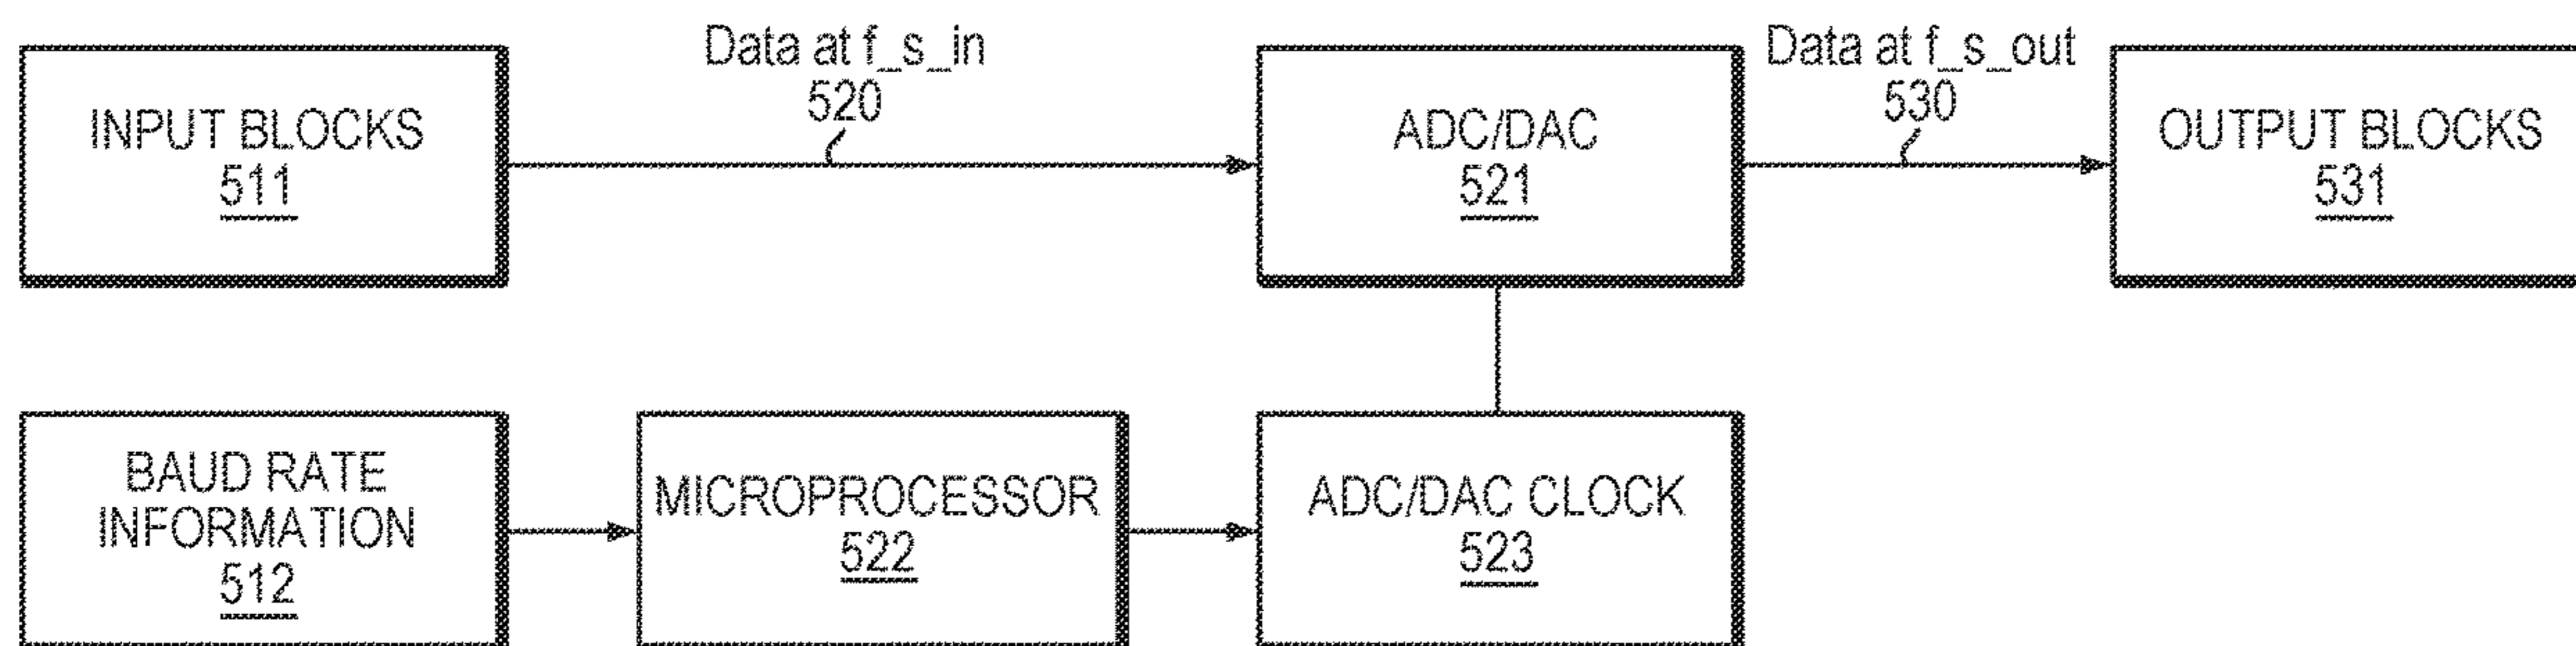 Data at f_s_in
520
Data at f_s_out
530
INPUT BLOCKS
511
ADC/DAC
521
OUTPUT BLOCKS
531
BAUD RATE
INFORMATION
512
MICROPROCESSOR
522
ADC/DAC CLOCK
523